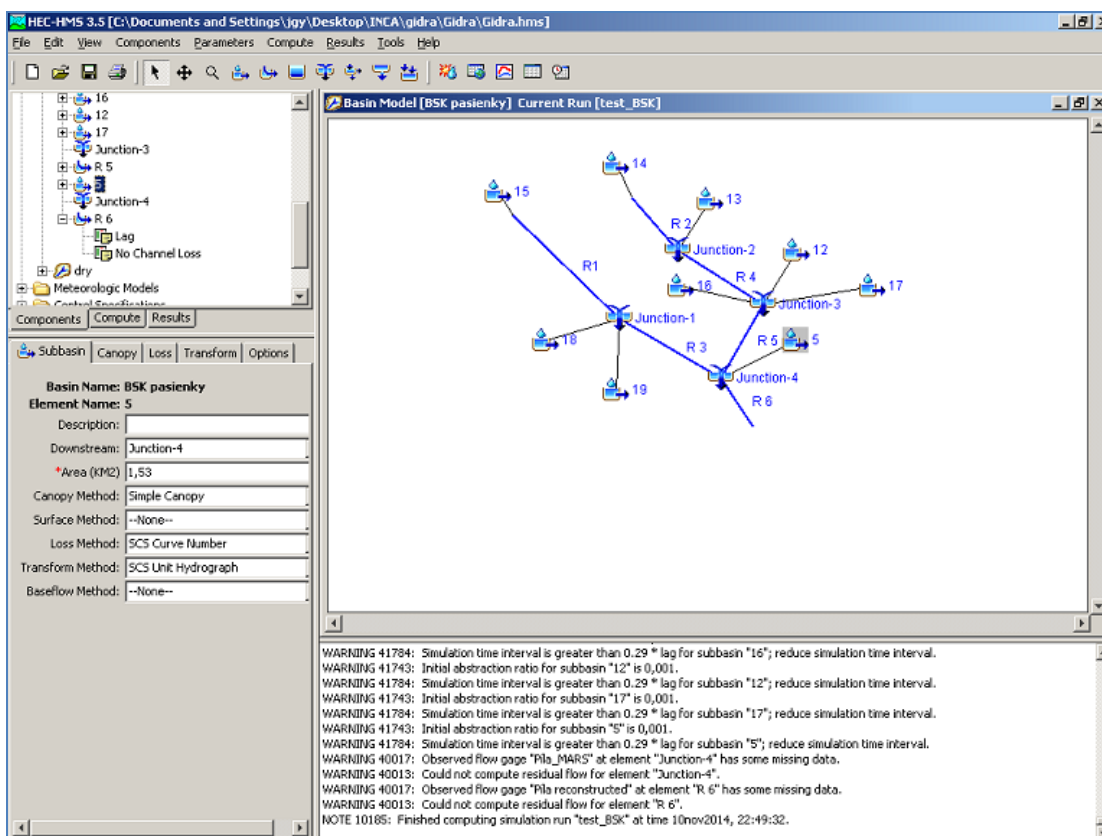 HEC-HMS 3.5 [C:\Documents and Settings\jgy\Desktop\INCA\gidra\Gidra\Gidra.hms]
File Edit View Components Parameters Compute Results Tools Help
16
12
17
Junction-3
R 5
5
Junction-4
R 6
Lag
No Channel Loss
dry
Meteorologic Models
Control Specifications
Components Compute Results
Subbasin Canopy Loss Transform Options
Basin Name: BSK pasienky
Element Name: 5
Description:
Downstream: Junction-4
*Area (KM2) 1,53
Canopy Method: Simple Canopy
Surface Method: --None--
Loss Method: SCS Curve Number
Transform Method: SCS Unit Hydrograph
Baseflow Method: --None--
Basin Model [BSK pasienky] Current Run [test_BSK]
14
15
13
R 2
Junction-2
12
R1
R 4
16
17
Junction-3
Junction-1
18
R 3
R 5
5
Junction-4
19
R 6
WARNING 41784: Simulation time interval is greater than 0.29 * lag for subbasin "16"; reduce simulation time interval.
WARNING 41743: Initial abstraction ratio for subbasin "12" is 0,001.
WARNING 41784: Simulation time interval is greater than 0.29 * lag for subbasin "12"; reduce simulation time interval.
WARNING 41743: Initial abstraction ratio for subbasin "17" is 0,001.
WARNING 41784: Simulation time interval is greater than 0.29 * lag for subbasin "17"; reduce simulation time interval.
WARNING 41743: Initial abstraction ratio for subbasin "5" is 0,001.
WARNING 41784: Simulation time interval is greater than 0.29 * lag for subbasin "5"; reduce simulation time interval.
WARNING 40017: Observed flow gage "Pila_MARS" at element "Junction-4" has some missing data.
WARNING 40013: Could not compute residual flow for element "Junction-4".
WARNING 40017: Observed flow gage "Pila reconstructed" at element "R 6" has some missing data.
WARNING 40013: Could not compute residual flow for element "R 6".
NOTE 10185: Finished computing simulation run "test_BSK" at time 10nov2014, 22:49:32.